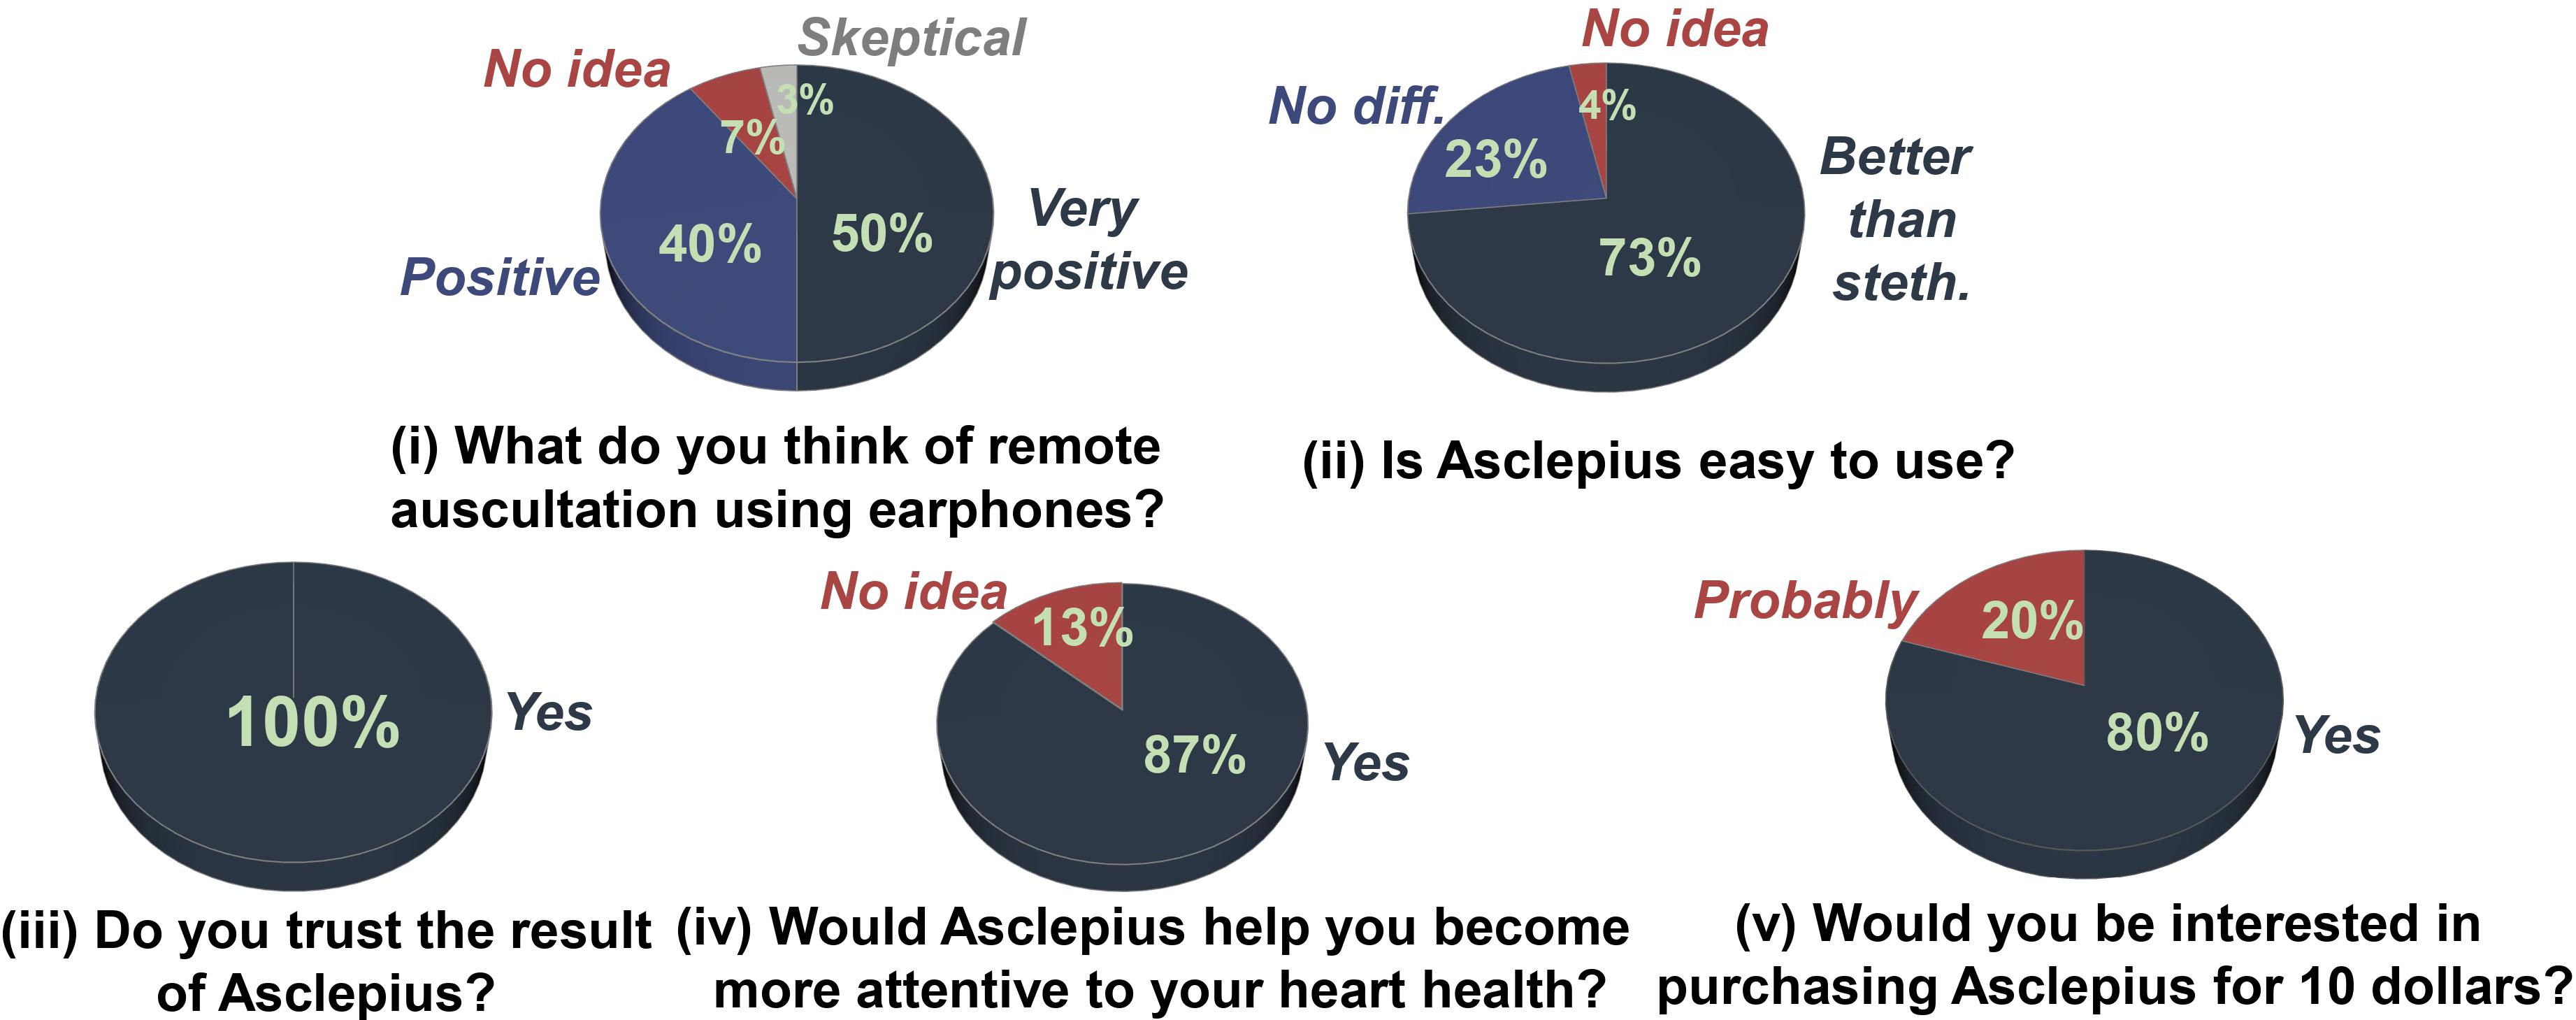 Skeptical
No idea
3%
7%
40%
50%
Positive
Very
positive
(i) What do you think of remote
auscultation using earphones?
No idea
No diff.
4%
23%
73%
Better
than
steth.
(ii) Is Asclepius easy to use?
100%
Yes
(iii) Do you trust the result
of Asclepius?
No idea
13%
87%
Yes
(iv) Would Asclepius help you become
more attentive to your heart health?
Probably
20%
80%
Yes
(v) Would you be interested in
purchasing Asclepius for 10 dollars?